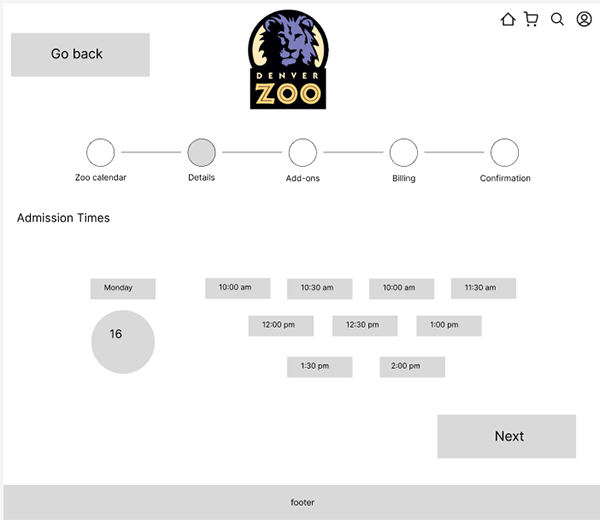 Go back
DENVER
ZOO
Zoo calendar
Details
Add-ons
Billing
Confirmation
Admission Times
Monday
16
10:00 am
10:30 am
10:00 am
11:30 am
12:00 pm
12:30 pm
1:00 pm
1:30 pm
2:00 pm
Next
footer